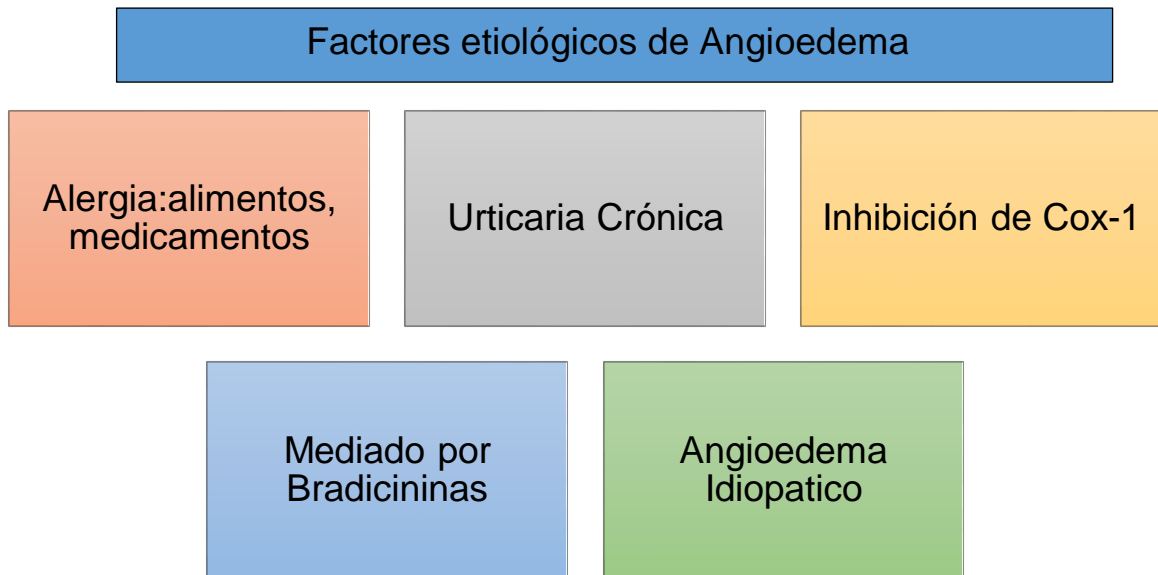 Factores etiológicos de Angioedema
Alergia:alimentos,
medicamentos
Urticaria Crónica
Inhibición de Cox-1
Mediado por
Bradicininas
Angioedema
Idiopatico